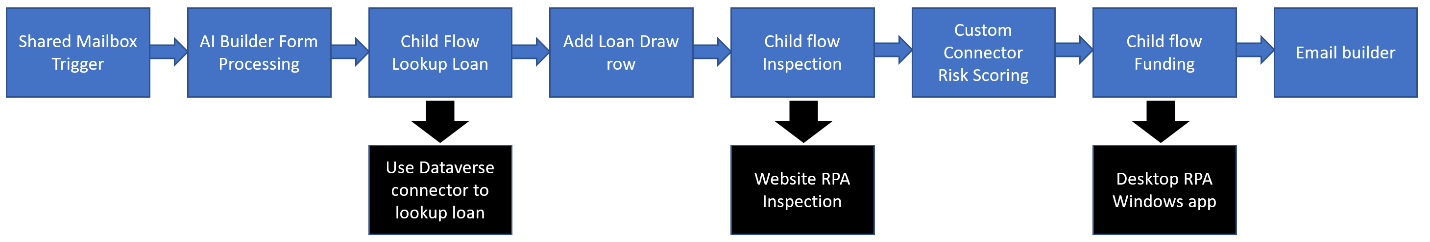 Shared Mailbox
Trigger
AI Builder Form
Processing
Child Flow
Lookup Loan
Add Loan Draw
row
Child flow
Inspection
Custom
Connector
Risk Scoring
Child flow
Funding
Email builder
Use Dataverse
connector to
lookup loan
Website RPA
Inspection
Desktop RPA
Windows app